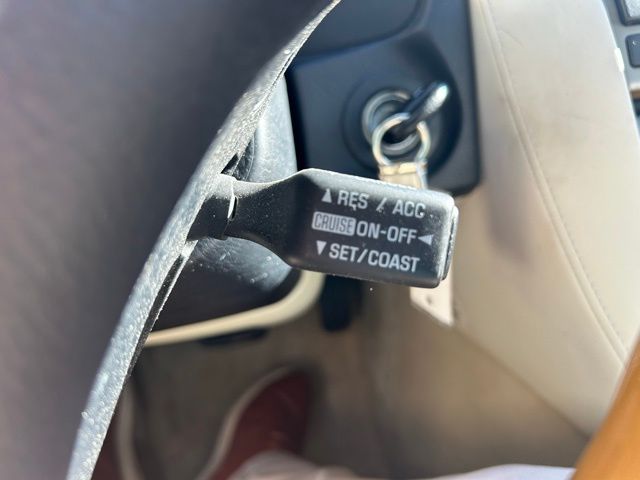 ▲ RES / ACC
CRUISE ON-OFF ◄
▼ SET/COAST